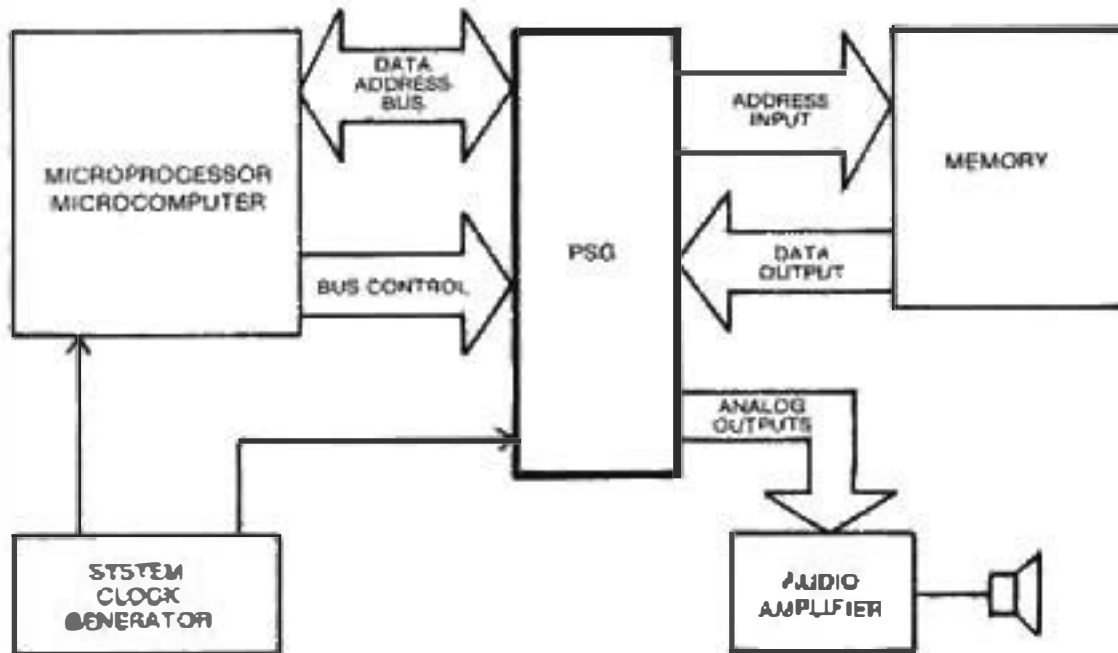 DATA
ADDRESS
BUS
ADDRESS
INPUT
MICROPROCESSOR
MICROCOMPUTER
MEMORY
PSG
DATA
OUTPUT
BUS CONTROL
ANALOG
OUTPUTS
SYSTEM
CLOCK
GENERATOR
AUDIO
AMPLIFIER